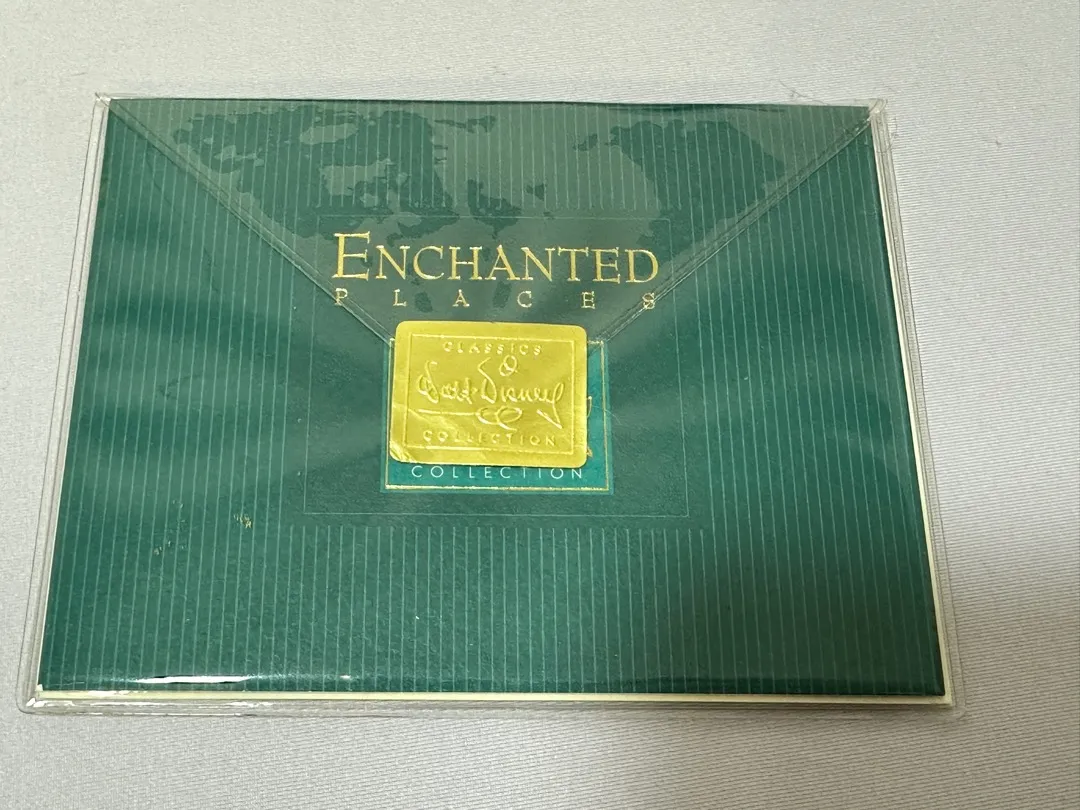 ENCHANTED
PLACES
CLASSICS
Walt Disney
COLLECTION
COLLECTION